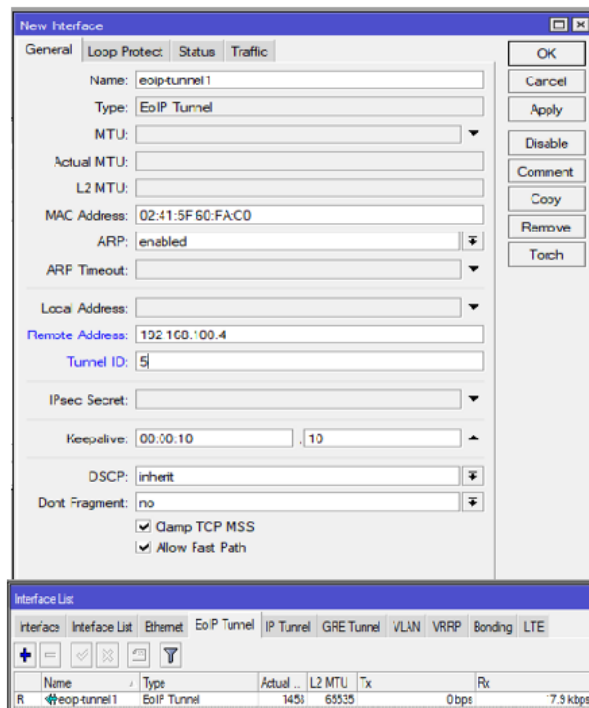 New Interface
General Loop Protect Status Traffic
OK
Name: eoip-tunnel1
Cancel
Type: EoIP Tunnel
Apply
MTU:
Disable
Actual MTU:
Comment
L2 MTU:
Copy
MAC Address: 02:41:5F:60:FA:C0
Remove
ARP: enabled
Torch
ARP Timeout:
Local Address:
Remote Address: 192.168.100.4
Tunnel ID: 5
IPsec Secret:
Keepalive: 00:00:10 , 10
DSCP: inherit
Dont Fragment: no
Clamp TCP MSS
Allow Fast Path
Interface List
Interface Interface List Ethernet EoIP Tunnel IP Tunnel GRE Tunnel VLAN VRRP Bonding LTE
Name Type Actual ... L2 MTU Tx Rx
R eoip-tunnel1 EoIP Tunnel 1458 65535 0 bps 7.9 kbps